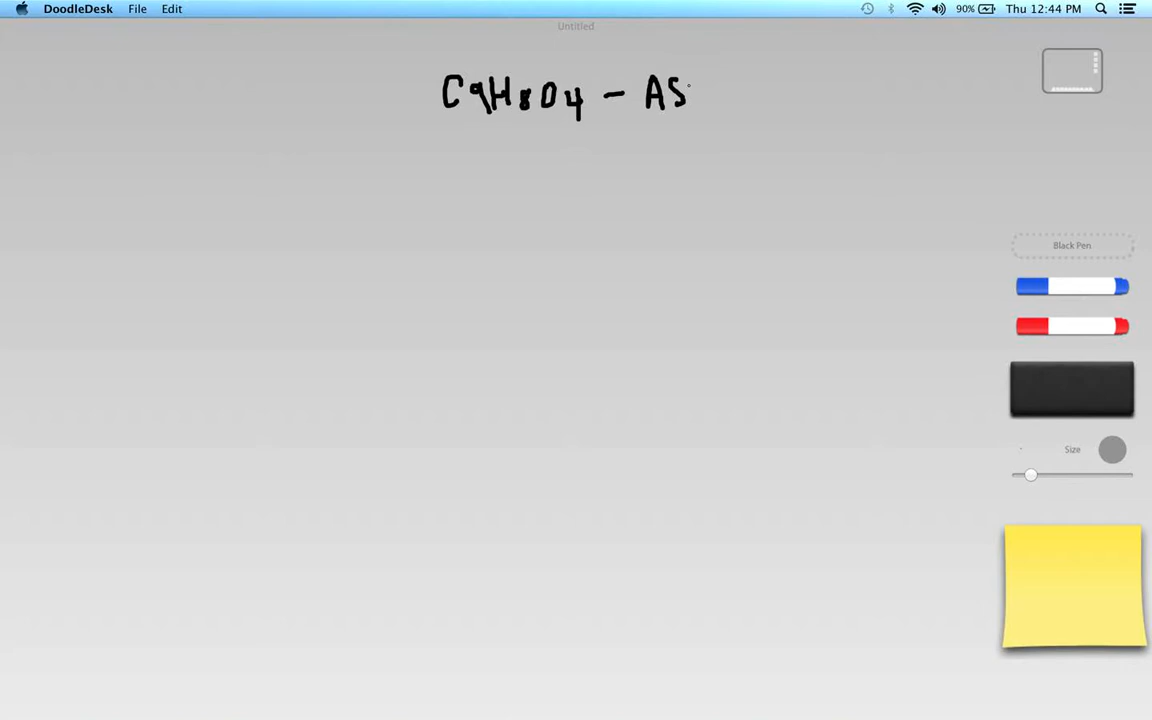 DoodleDesk File Edit 90% Thu 12:44 PM
Untitled
C9H8O4 - AS
Black Pen
Size